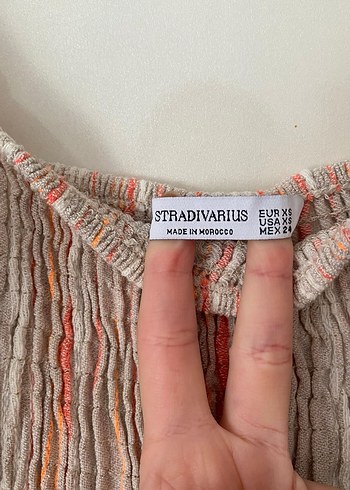 STRADIVARIUS
MADE IN MOROCCO
EUR XS
USA XS
MEX 24